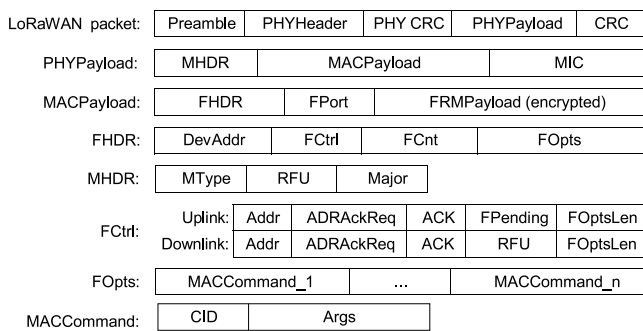 LoRaWAN packet: Preamble PHYHeader PHY CRC PHYPayload CRC
PHYPayload: MHDR MACPayload MIC
MACPayload: FHDR FPort FRMPayload (encrypted)
FHDR: DevAddr FCtrl FCnt FOpts
MHDR: MType RFU Major
FCtrl:
Uplink: Addr ADRAckReq ACK FPending FOptsLen
Downlink: Addr ADRAckReq ACK RFU FOptsLen
FOpts: MACCommand_1 ... MACCommand_n
MACCommand: CID Args